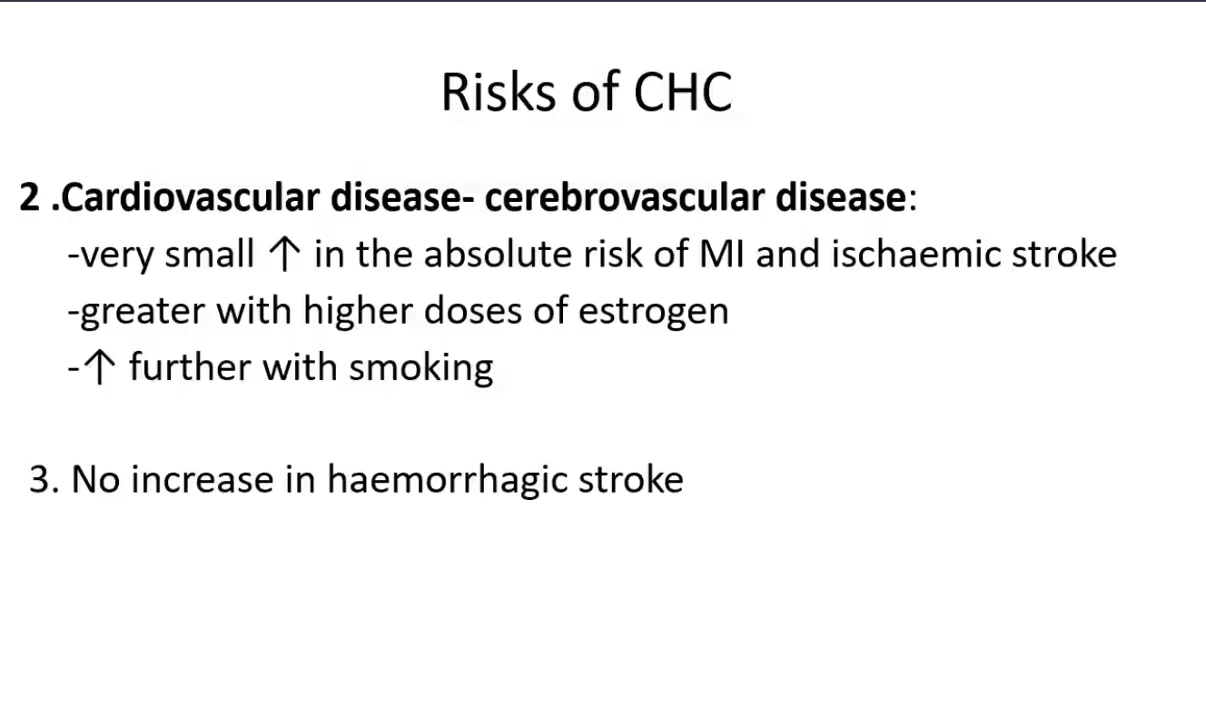 Risks of CHC
2 .Cardiovascular disease- cerebrovascular disease:
-very small ↑ in the absolute risk of MI and ischaemic stroke
-greater with higher doses of estrogen
-↑ further with smoking
3. No increase in haemorrhagic stroke